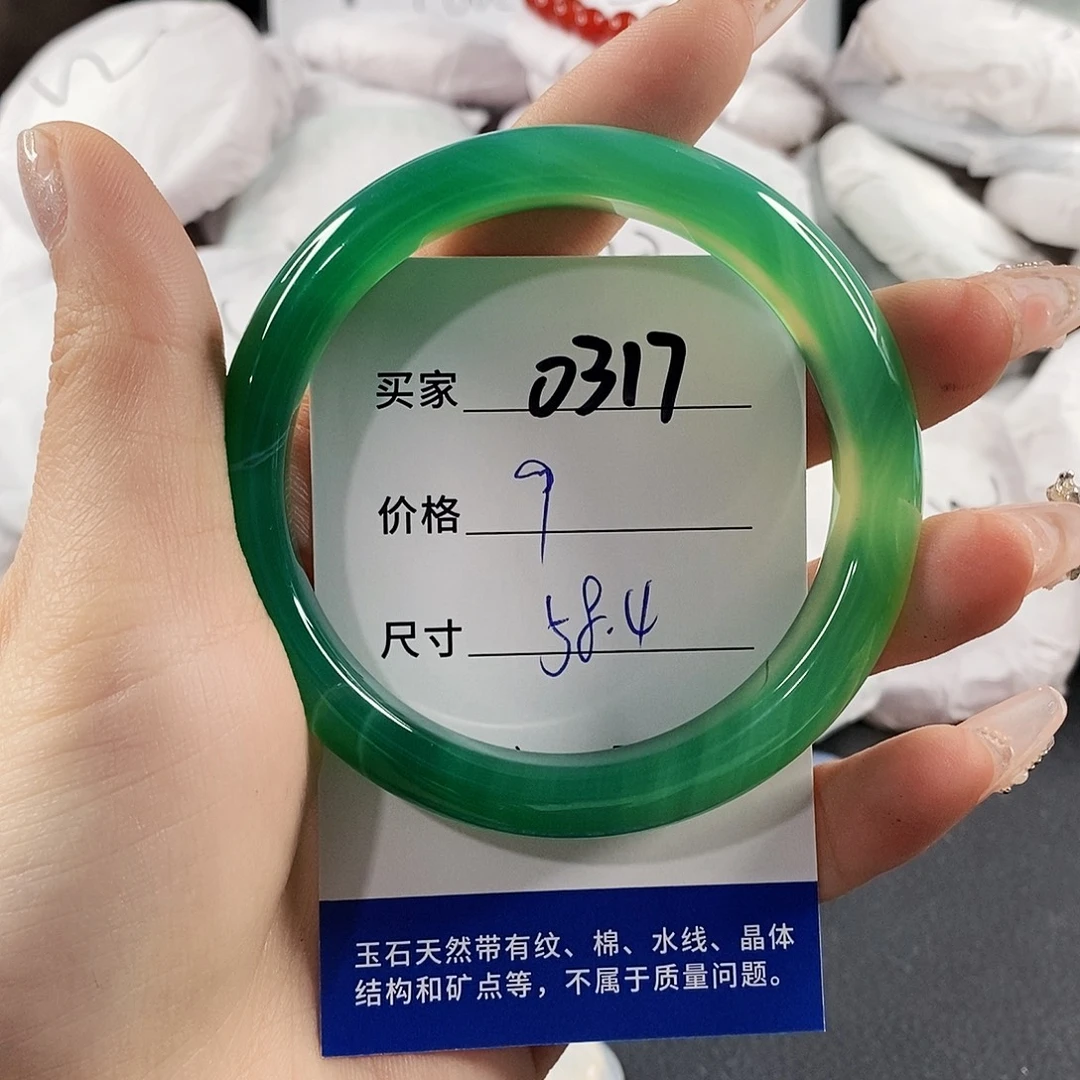 买家 0317
价格 9
尺寸 58.4
玉石天然带有纹、棉、水线、晶体
结构和矿点等，不属于质量问题。